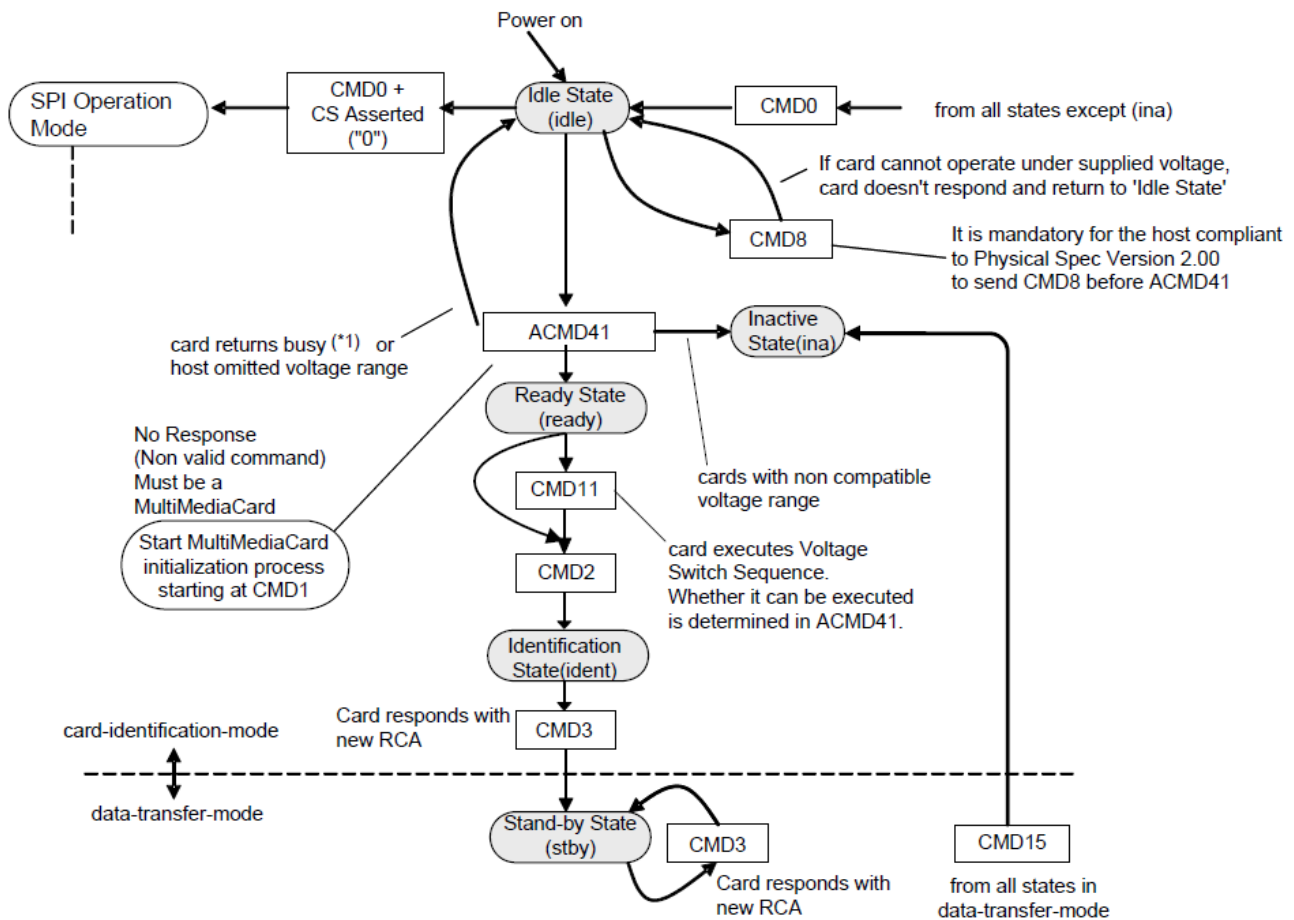 Power on
SPI Operation
Mode
CMD0 +
CS Asserted
("0")
Idle State
(idle)
CMD0
from all states except (ina)
If card cannot operate under supplied voltage,
card doesn't respond and return to 'Idle State'
CMD8
It is mandatory for the host compliant
to Physical Spec Version 2.00
to send CMD8 before ACMD41
card returns busy (*1) or
host omitted voltage range
ACMD41
Inactive
State(ina)
Ready State
(ready)
No Response
(Non valid command)
Must be a
MultiMediaCard
Start MultiMediaCard
initialization process
starting at CMD1
cards with non compatible
voltage range
CMD11
card executes Voltage
Switch Sequence.
Whether it can be executed
is determined in ACMD41.
CMD2
Identification
State(ident)
Card responds with
new RCA
CMD3
card-identification-mode
data-transfer-mode
Stand-by State
(stby)
CMD3
Card responds with
new RCA
CMD15
from all states in
data-transfer-mode